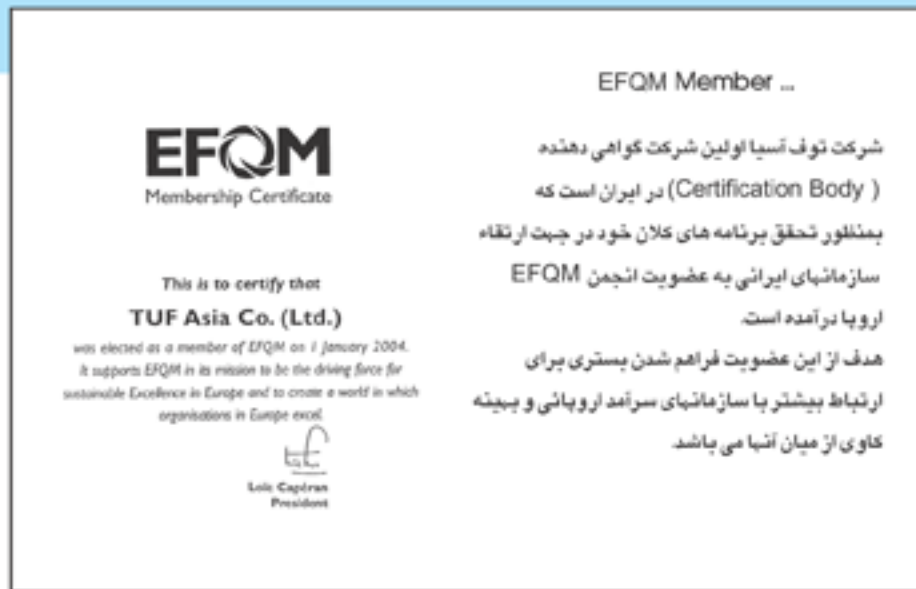 EFQM
Membership Certificate
This is to certify that
TUF Asia Co. (Ltd.)
was elected as a member of EFQM on 1 January 2004.
It supports EFQM in its mission to be the driving force for
sustainable Excellence in Europe and to create a world in which
organisations in Europe excel.
Loïc Capéran
President
EFQM Member ...
شرکت توف آسیا اولین شرکت گواهی دهنده
( Certification Body) در ایران است که
بمنظور تحقق برنامه های کلان خود در جهت ارتقاء
سازمانهای ایرانی به عضویت انجمن EFQM
اروپا درآمده است.
هدف از این عضویت فراهم شدن بستری برای
ارتباط بیشتر با سازمانهای سرآمد اروپائی و بهینه
کاوی از میان آنها می باشد.